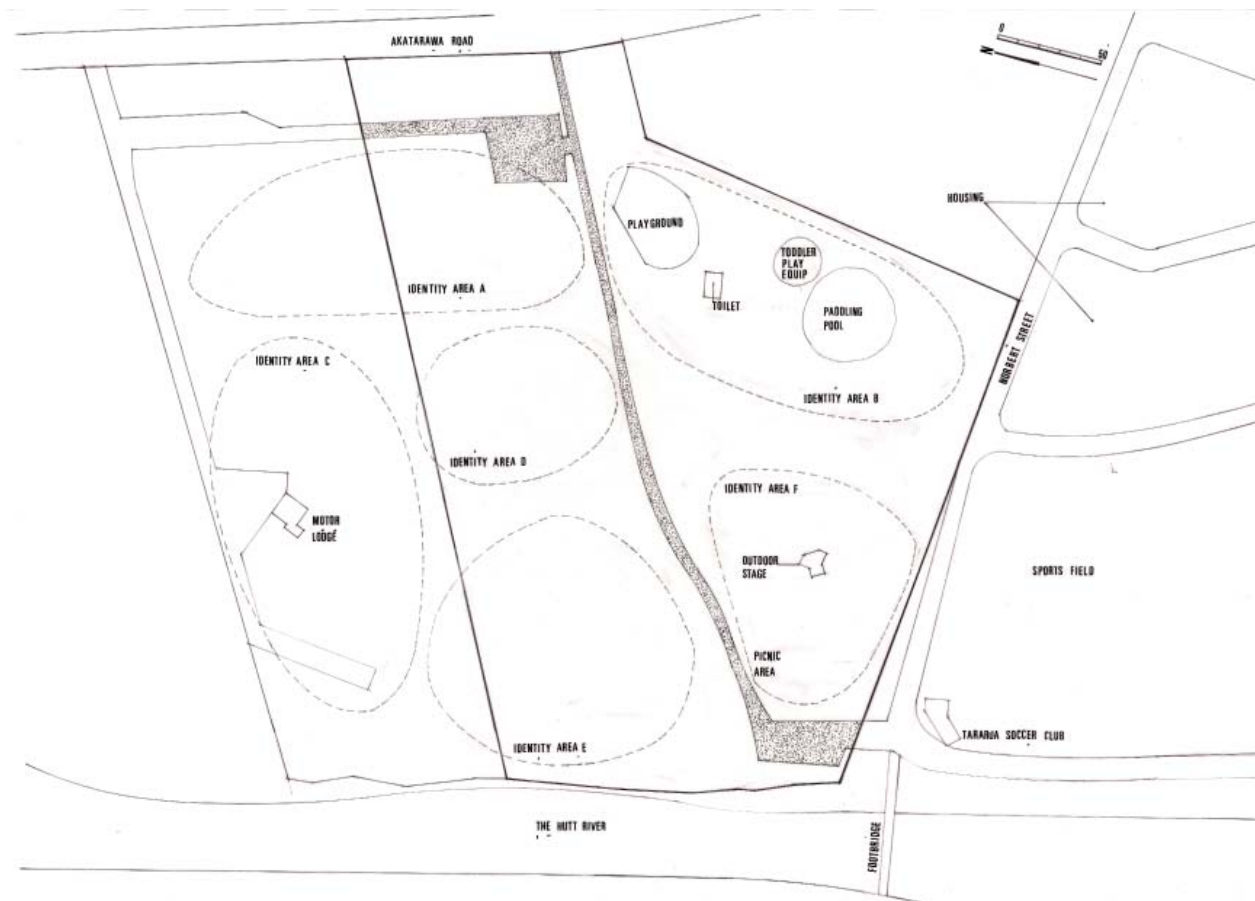 AKATARAWA ROAD
0
50
N
HOUSING
PLAYGROUND
TODDLER
PLAY
EQUIP
TOILET
PADDLING
POOL
NORBERT STREET
IDENTITY AREA A
IDENTITY AREA C
IDENTITY AREA B
IDENTITY AREA D
IDENTITY AREA F
MOTOR
LODGE
OUTDOOR
STAGE
SPORTS FIELD
PICNIC
AREA
IDENTITY AREA E
TARARUA SOCCER CLUB
THE HUTT RIVER
FOOTBRIDGE